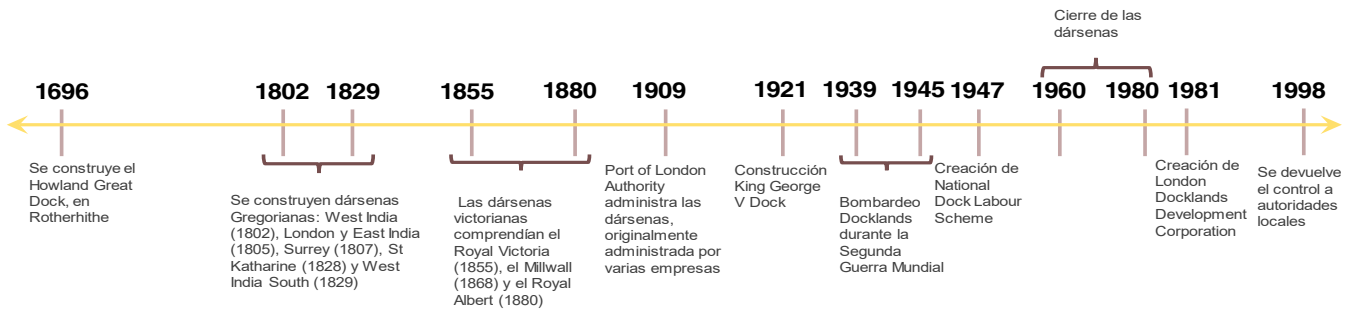 Cierre de las
dársenas
1696
1802
1829
1855
1880
1909
1921
1939
1945
1947
1960
1980
1981
1998
Se construye el
Howland Great
Dock, en
Rotherhithe
Se construyen dársenas
Gregorianas: West India
(1802), London y East India
(1805), Surrey (1807), St
Katharine (1828) y West
India South (1829)
Las dársenas
victorianas
comprendían el
Royal Victoria
(1855), el Millwall
(1868) y el Royal
Albert (1880)
Port of London
Authority
administra las
dársenas,
originalmente
administrada por
varias empresas
Construcción
King George
V Dock
Bombardeo
Docklands
durante la
Segunda
Guerra Mundial
Creación de
National
Dock Labour
Scheme
Creación de
London
Docklands
Development
Corporation
Se devuelve
el control a
autoridades
locales